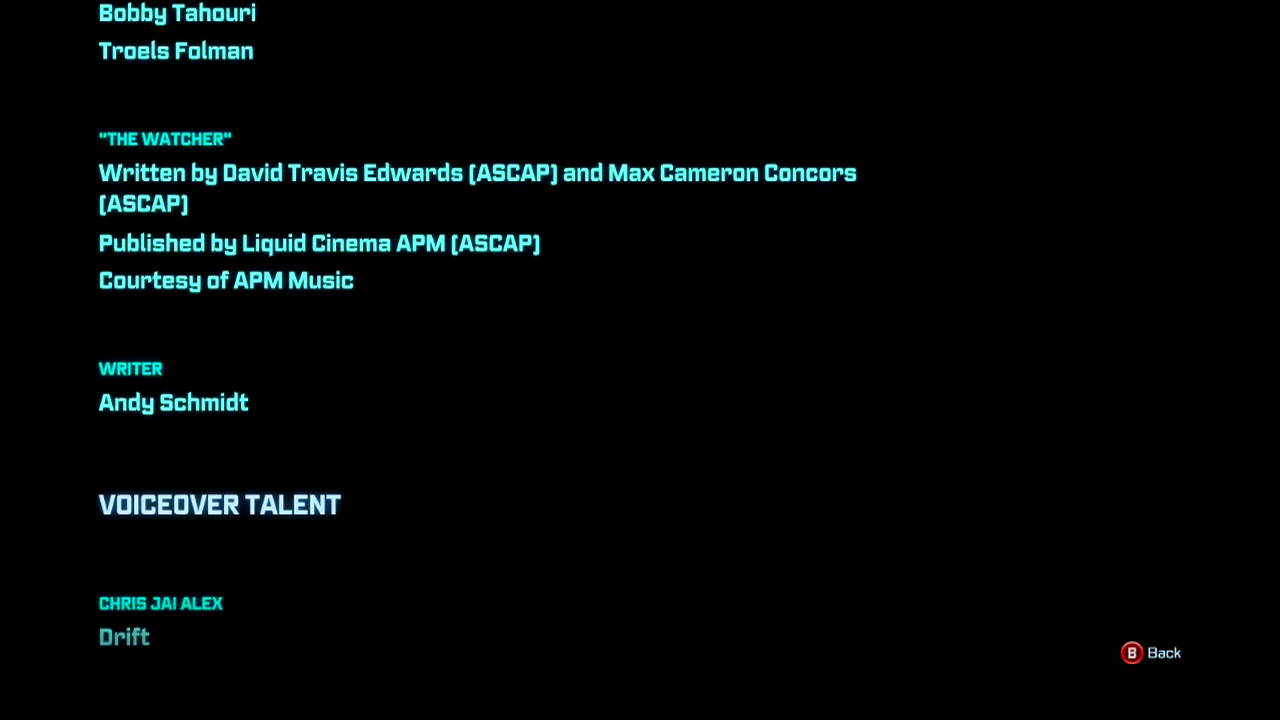 Bobby Tahouri
Troels Folman
"THE WATCHER"
Written by David Travis Edwards (ASCAP) and Max Cameron Concors
(ASCAP)
Published by Liquid Cinema APM (ASCAP)
Courtesy of APM Music
WRITER
Andy Schmidt
VOICEOVER TALENT
CHRIS JAI ALEX
Drift
B Back